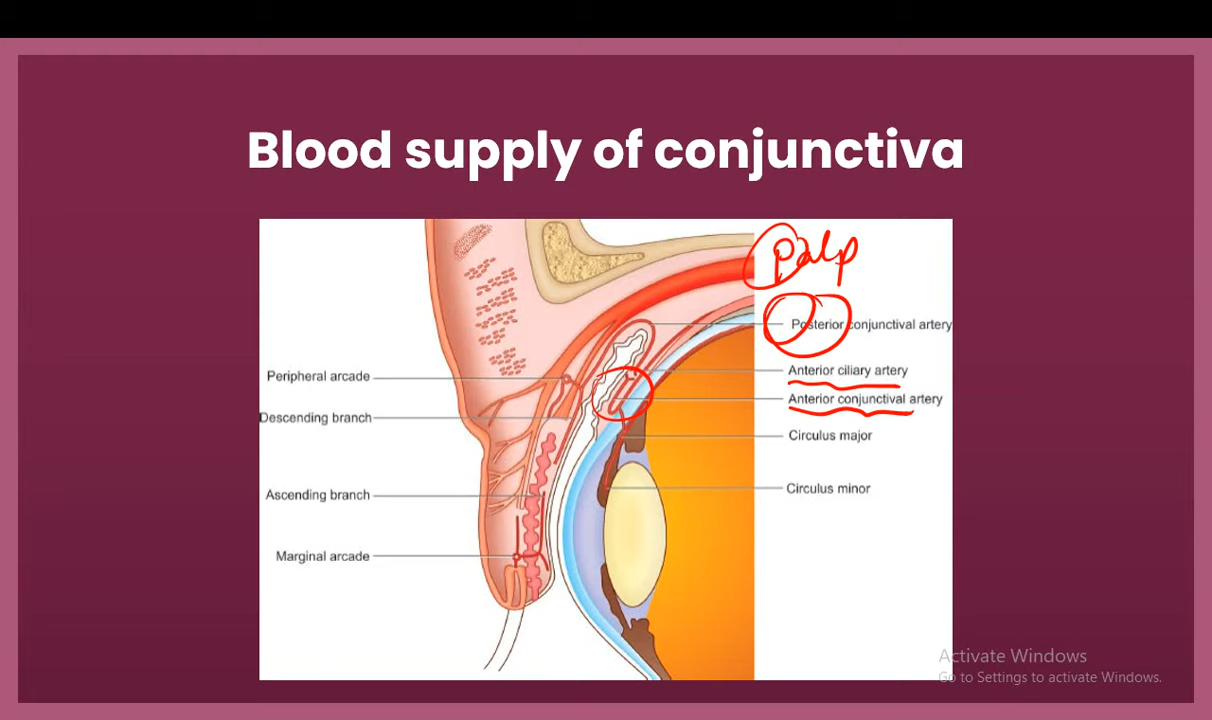 Blood supply of conjunctiva
palp
Posterior conjunctival artery
Peripheral arcade
Anterior ciliary artery
Anterior conjunctival artery
Descending branch
Circulus major
Circulus minor
Ascending branch
Marginal arcade
Activate Windows
Go to Settings to activate Windows.